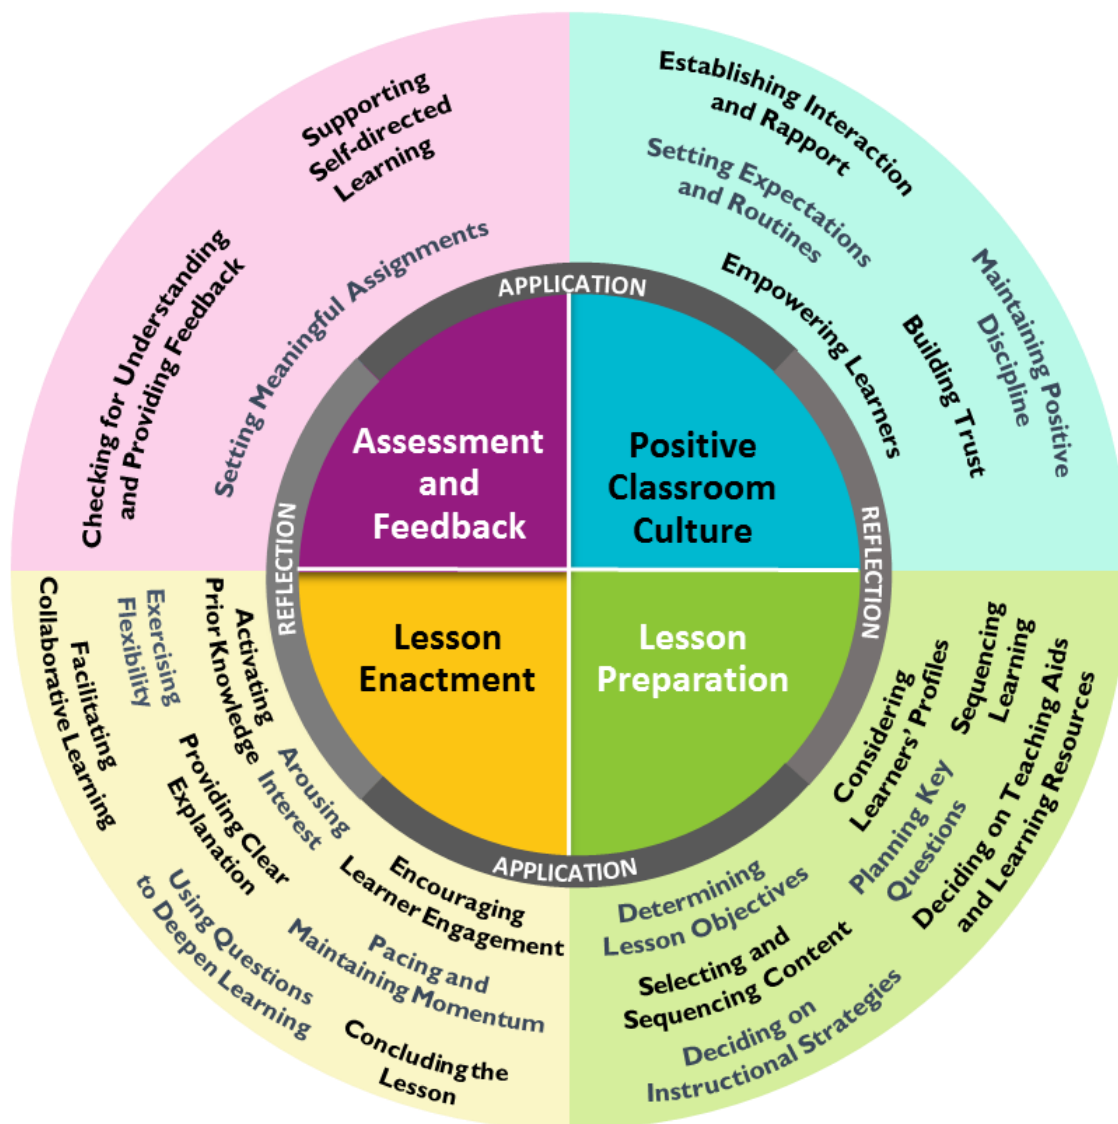 Supporting
Self-directed
Learning
Checking for Understanding
and Providing Feedback
Setting Meaningful Assignments
Establishing Interaction
and Rapport
Setting Expectations
and Routines
Empowering Learners
Building Trust
Maintaining Positive
Discipline
APPLICATION
REFLECTION
REFLECTION
APPLICATION
Assessment
and
Feedback
Positive
Classroom
Culture
Lesson
Enactment
Lesson
Preparation
Activating
Prior Knowledge
Exercising
Flexibility
Facilitating
Collaborative Learning
Arousing
Interest
Providing Clear
Explanation
Encouraging
Learner Engagement
Pacing and
Maintaining Momentum
Using Questions
to Deepen Learning
Concluding the
Lesson
Considering
Learners' Profiles
Sequencing
Learning
Planning Key
Questions
Deciding on Teaching Aids
and Learning Resources
Determining
Lesson Objectives
Selecting and
Sequencing Content
Deciding on
Instructional Strategies